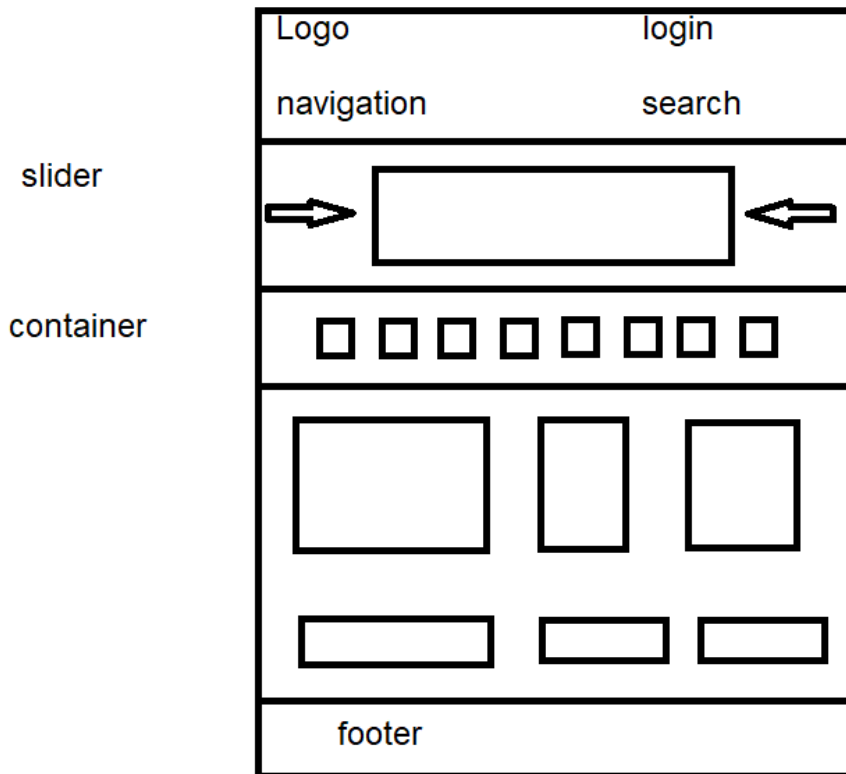 Logo login
navigation search
slider
container
footer